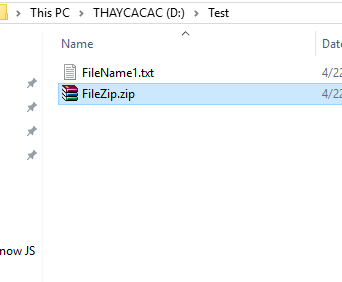 This PC > THAYCACAC (D:) > Test
Name Date
FileName1.txt 4/22
FileZip.zip 4/22
now JS